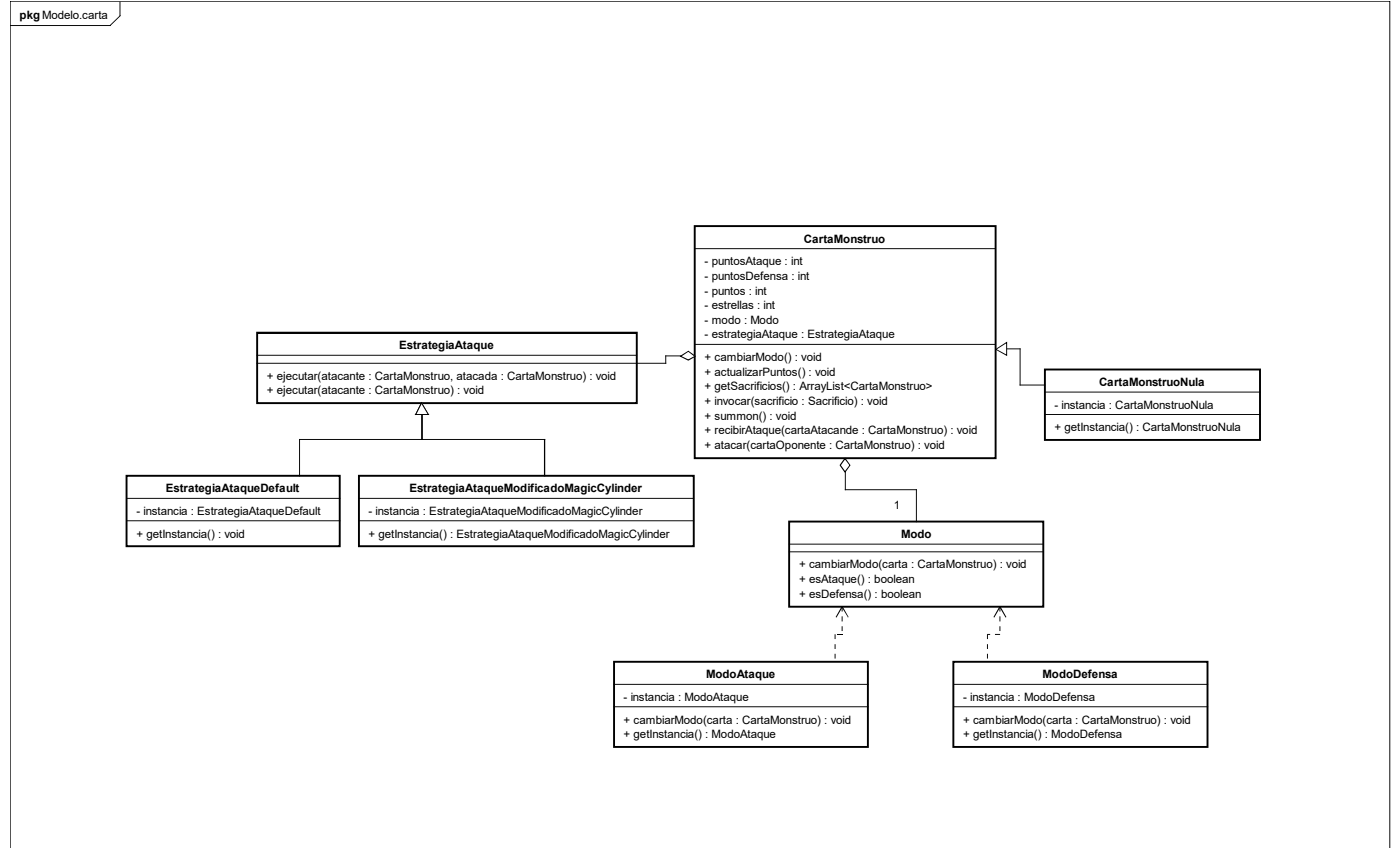 pkg Modelo.carta
CartaMonstruo
- puntosAtaque : int
- puntosDefensa : int
- puntos : int
- estrellas : int
- modo : Modo
- estrategiaAtaque : EstrategiaAtaque
+ cambiarModo() : void
+ actualizarPuntos() : void
+ getSacrificios() : ArrayList<CartaMonstruo>
+ invocar(sacrificio : Sacrificio) : void
+ summon() : void
+ recibirAtaque(cartaAtacande : CartaMonstruo) : void
+ atacar(cartaOponente : CartaMonstruo) : void
EstrategiaAtaque
+ ejecutar(atacante : CartaMonstruo, atacada : CartaMonstruo) : void
+ ejecutar(atacante : CartaMonstruo) : void
CartaMonstruoNula
- instancia : CartaMonstruoNula
+ getInstancia() : CartaMonstruoNula
EstrategiaAtaqueDefault
- instancia : EstrategiaAtaqueDefault
+ getInstancia() : void
EstrategiaAtaqueModificadoMagicCylinder
- instancia : EstrategiaAtaqueModificadoMagicCylinder
+ getInstancia() : EstrategiaAtaqueModificadoMagicCylinder
1
Modo
+ cambiarModo(carta : CartaMonstruo) : void
+ esAtaque() : boolean
+ esDefensa() : boolean
ModoAtaque
- instancia : ModoAtaque
+ cambiarModo(carta : CartaMonstruo) : void
+ getInstancia() : ModoAtaque
ModoDefensa
- instancia : ModoDefensa
+ cambiarModo(carta : CartaMonstruo) : void
+ getInstancia() : ModoDefensa